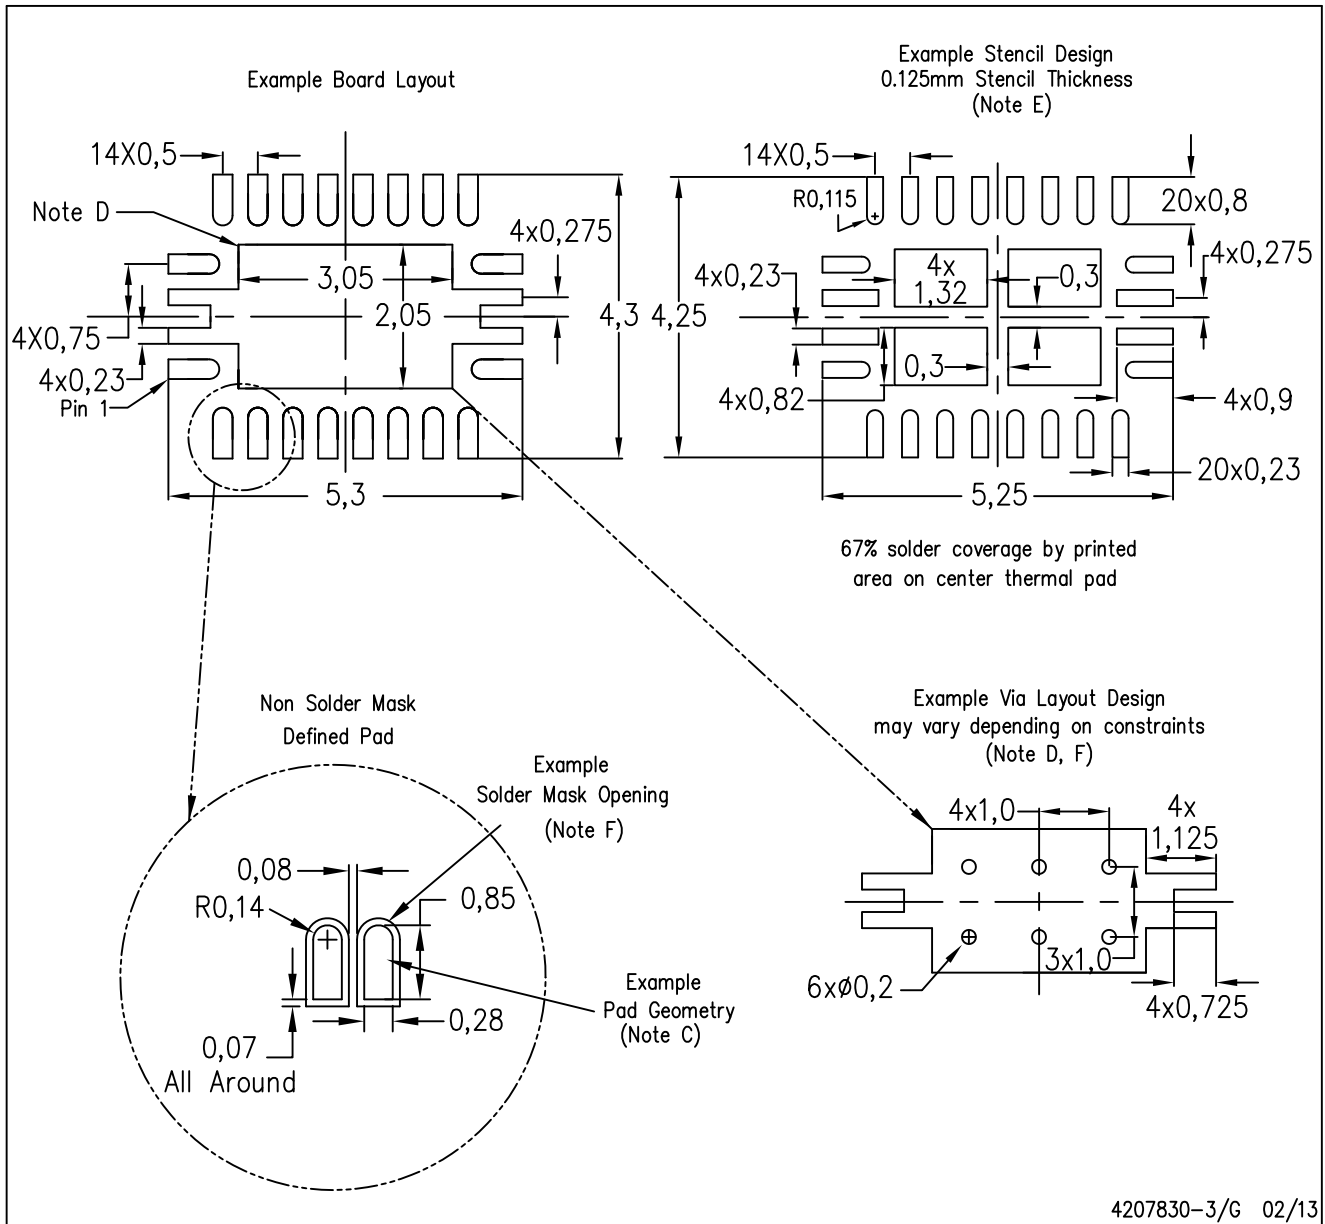 Example Board Layout
14X0,5
Note D
3,05
2,05
4x0,275
4,3
4X0,75
4x0,23
Pin 1
5,3
Example Stencil Design
0.125mm Stencil Thickness
(Note E)
14X0,5
R0,115
20x0,8
4x0,275
4x0,23
4x
1,32
0,3
4,25
0,3
4x0,82
4x0,9
20x0,23
5,25
67% solder coverage by printed
area on center thermal pad
Non Solder Mask
Defined Pad
Example
Solder Mask Opening
(Note F)
0,08
R0,14
0,85
Example
Pad Geometry
(Note C)
0,28
0,07
All Around
Example Via Layout Design
may vary depending on constraints
(Note D, F)
4x1,0
4x
1,125
3x1,0
6xø0,2
4x0,725
4207830-3/G 02/13